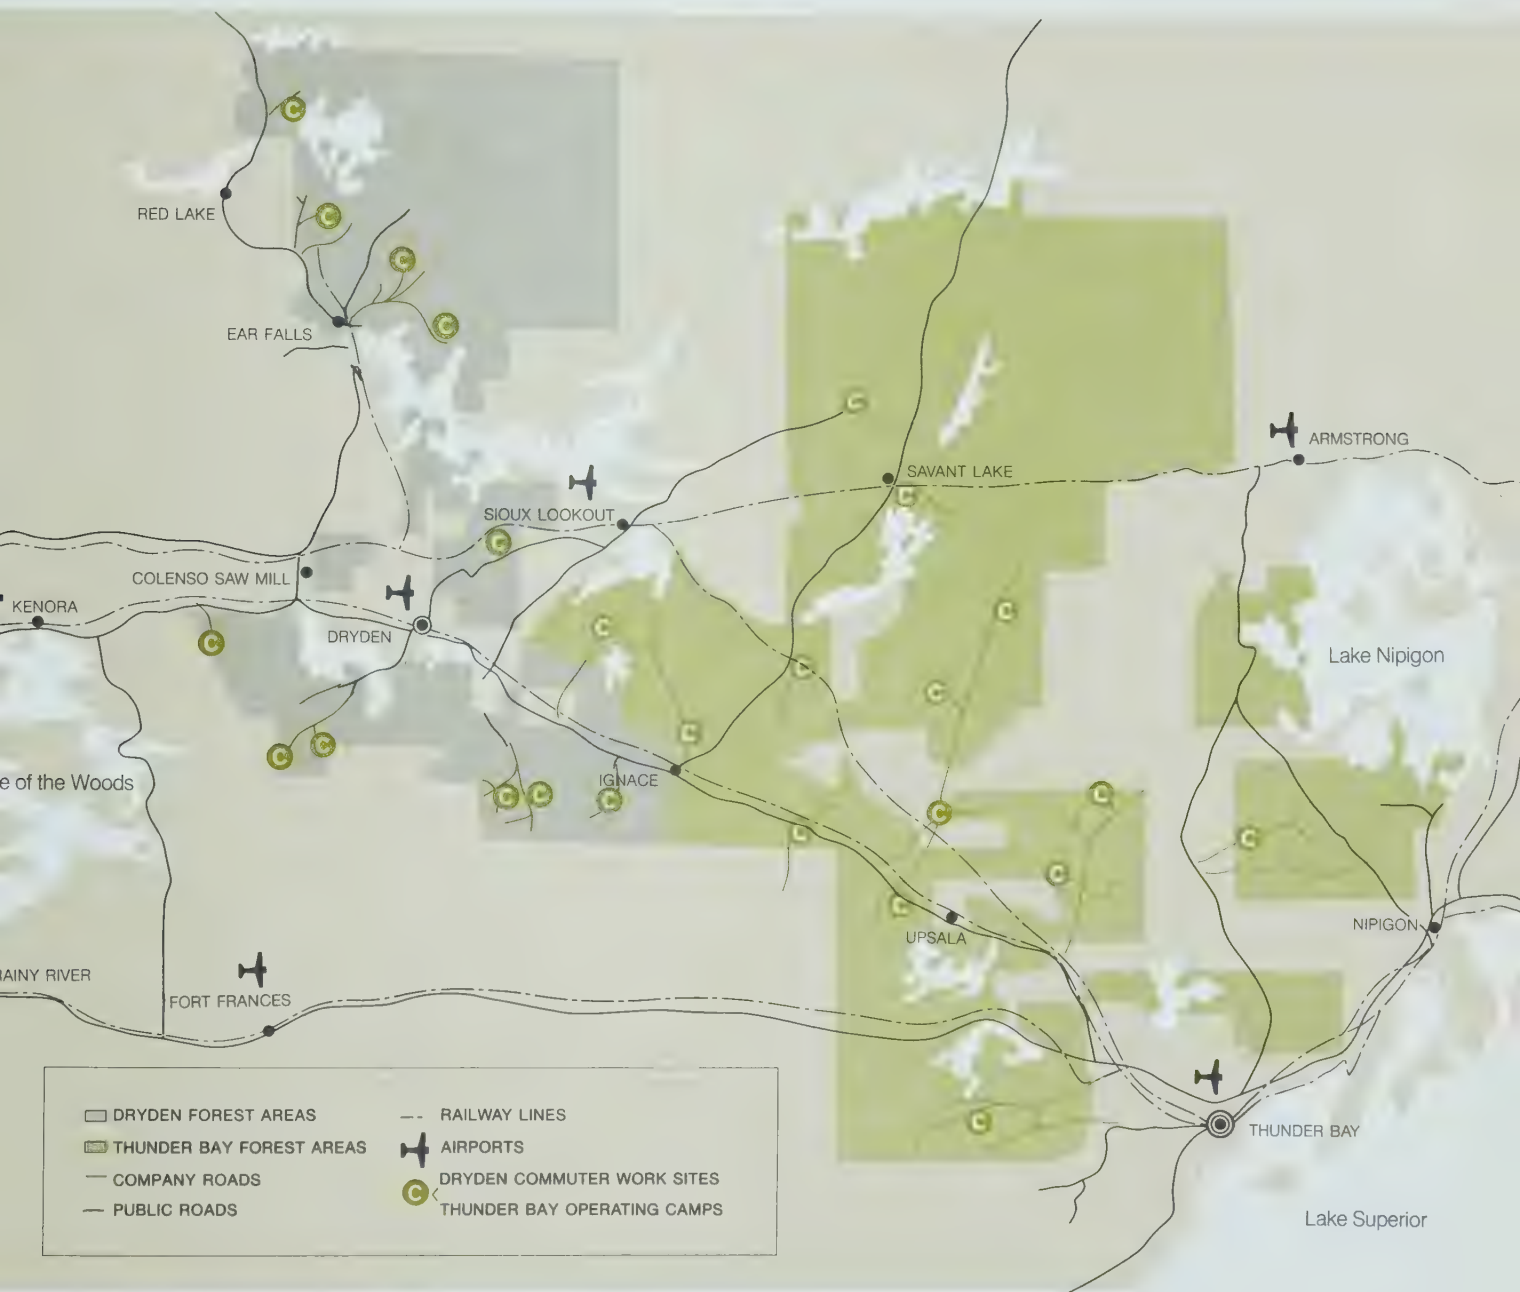 C
RED LAKE
C
C
EAR FALLS
C
C
ARMSTRONG
SAVANT LAKE
C
SIOUX LOOKOUT
C
COLENSO SAW MILL
KENORA
C
DRYDEN
C
C
Lake Nipigon
C
C
C
C
C
e of the Woods
IGNACE
C
C
C
C
C
C
C
C
C
C
UPSALA
NIPIGON
RAINY RIVER
FORT FRANCES
C
THUNDER BAY
Lake Superior
DRYDEN FOREST AREAS
THUNDER BAY FOREST AREAS
COMPANY ROADS
PUBLIC ROADS
RAILWAY LINES
AIRPORTS
C
DRYDEN COMMUTER WORK SITES
THUNDER BAY OPERATING CAMPS